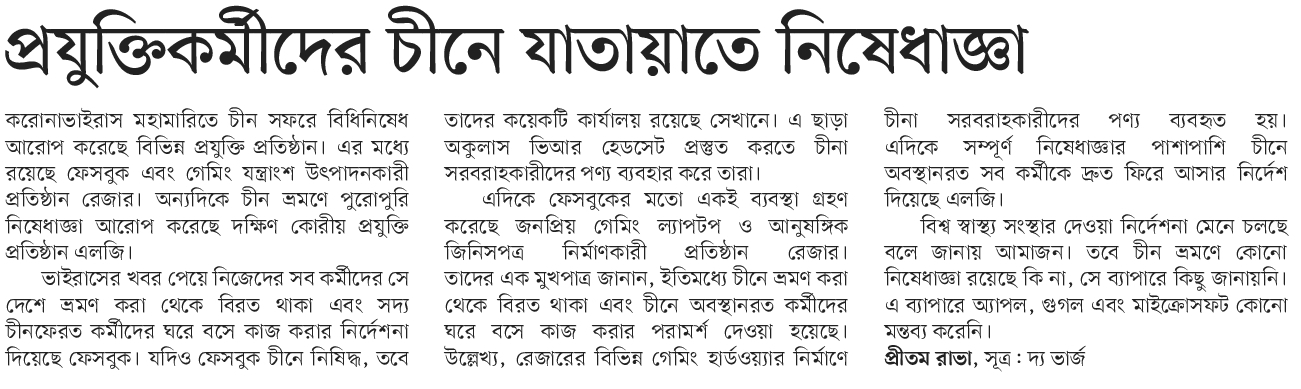 প্রযুক্তিকর্মীদের চীনে যাতায়াতে নিষেধাজ্ঞা
করোনাভাইরাস মহামারিতে চীন সফরে বিধিনিষেধ
আরোপ করেছে বিভিন্ন প্রযুক্তি প্রতিষ্ঠান। এর মধ্যে
রয়েছে ফেসবুক এবং গেমিং যন্ত্রাংশ উৎপাদনকারী
প্রতিষ্ঠান রেজার। অন্যদিকে চীন ভ্রমণে পুরোপুরি
নিষেধাজ্ঞা আরোপ করেছে দক্ষিণ কোরীয় প্রযুক্তি
প্রতিষ্ঠান এলজি।
ভাইরাসের খবর পেয়ে নিজেদের সব কর্মীদের সে
দেশে ভ্রমণ করা থেকে বিরত থাকা এবং সদ্য
চীনফেরত কর্মীদের ঘরে বসে কাজ করার নির্দেশনা
দিয়েছে ফেসবুক। যদিও ফেসবুক চীনে নিষিদ্ধ, তবে
তাদের কয়েকটি কার্যালয় রয়েছে সেখানে। এ ছাড়া
অকুলাস ভিআর হেডসেট প্রস্তুত করতে চীনা
সরবরাহকারীদের পণ্য ব্যবহার করে তারা।
এদিকে ফেসবুকের মতো একই ব্যবস্থা গ্রহণ
করেছে জনপ্রিয় গেমিং ল্যাপটপ ও আনুষঙ্গিক
জিনিসপত্র নির্মাণকারী প্রতিষ্ঠান রেজার।
তাদের এক মুখপাত্র জানান, ইতিমধ্যে চীনে ভ্রমণ করা
থেকে বিরত থাকা এবং চীনে অবস্থানরত কর্মীদের
ঘরে বসে কাজ করার পরামর্শ দেওয়া হয়েছে।
উল্লেখ্য, রেজারের বিভিন্ন গেমিং হার্ডওয়্যার নির্মাণে
চীনা সরবরাহকারীদের পণ্য ব্যবহৃত হয়।
এদিকে সম্পূর্ণ নিষেধাজ্ঞার পাশাপাশি চীনে
অবস্থানরত সব কর্মীকে দ্রুত ফিরে আসার নির্দেশ
দিয়েছে এলজি।
বিশ্ব স্বাস্থ্য সংস্থার দেওয়া নির্দেশনা মেনে চলছে
বলে জানায় আমাজন। তবে চীন ভ্রমণে কোনো
নিষেধাজ্ঞা রয়েছে কি না, সে ব্যাপারে কিছু জানায়নি।
এ ব্যাপারে অ্যাপল, গুগল এবং মাইক্রোসফট কোনো
মন্তব্য করেনি।
প্রীতম রাভা, সূত্র : দ্য ভার্জ